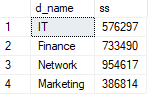 d_name ss
1 IT 576297
2 Finance 733490
3 Network 954617
4 Marketing 386814